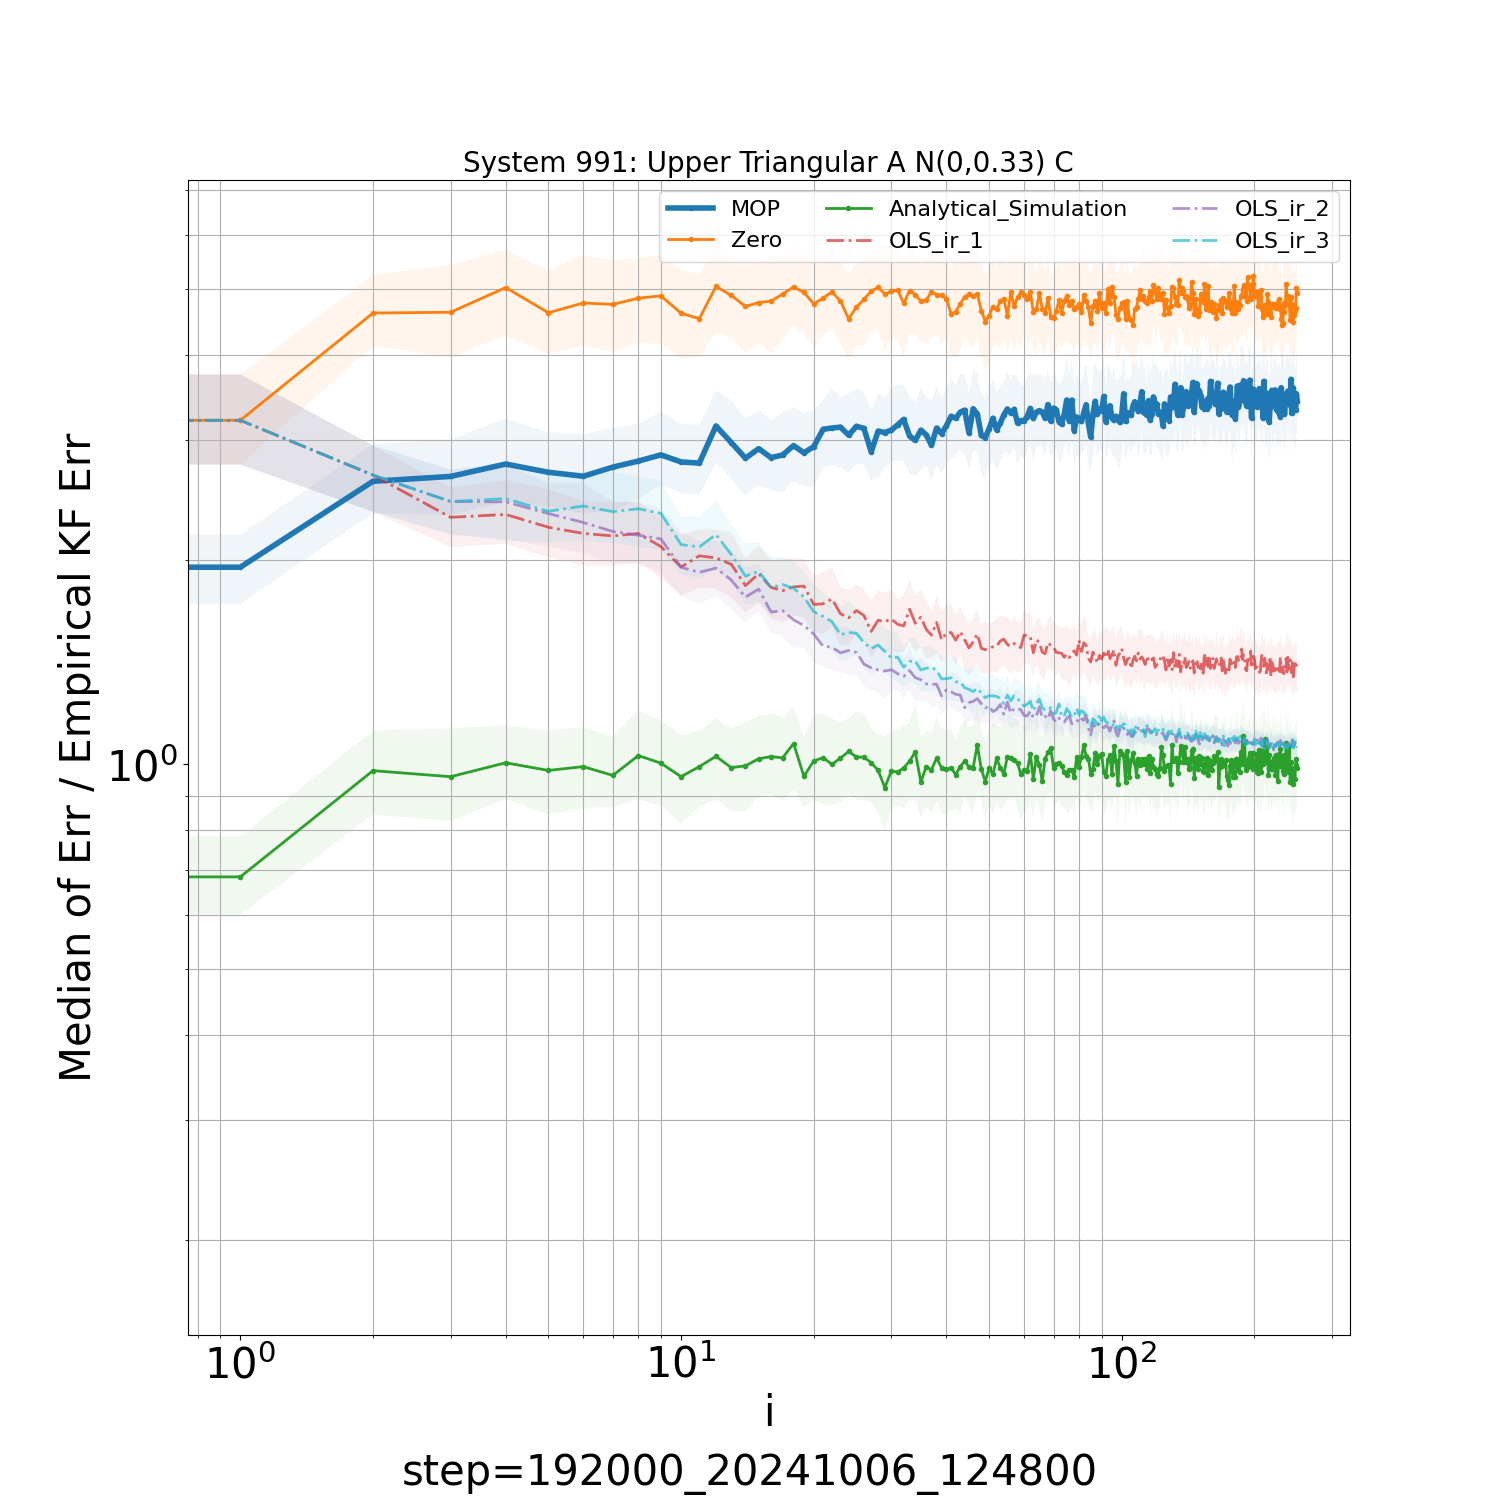 System 991: Upper Triangular A N(0,0.33) C
MOP
Zero
Analytical_Simulation
OLS_ir_1
OLS_ir_2
OLS_ir_3
Median of Err / Empirical KF Err
10⁰
10⁰
10¹
10²
i
step=192000_20241006_124800